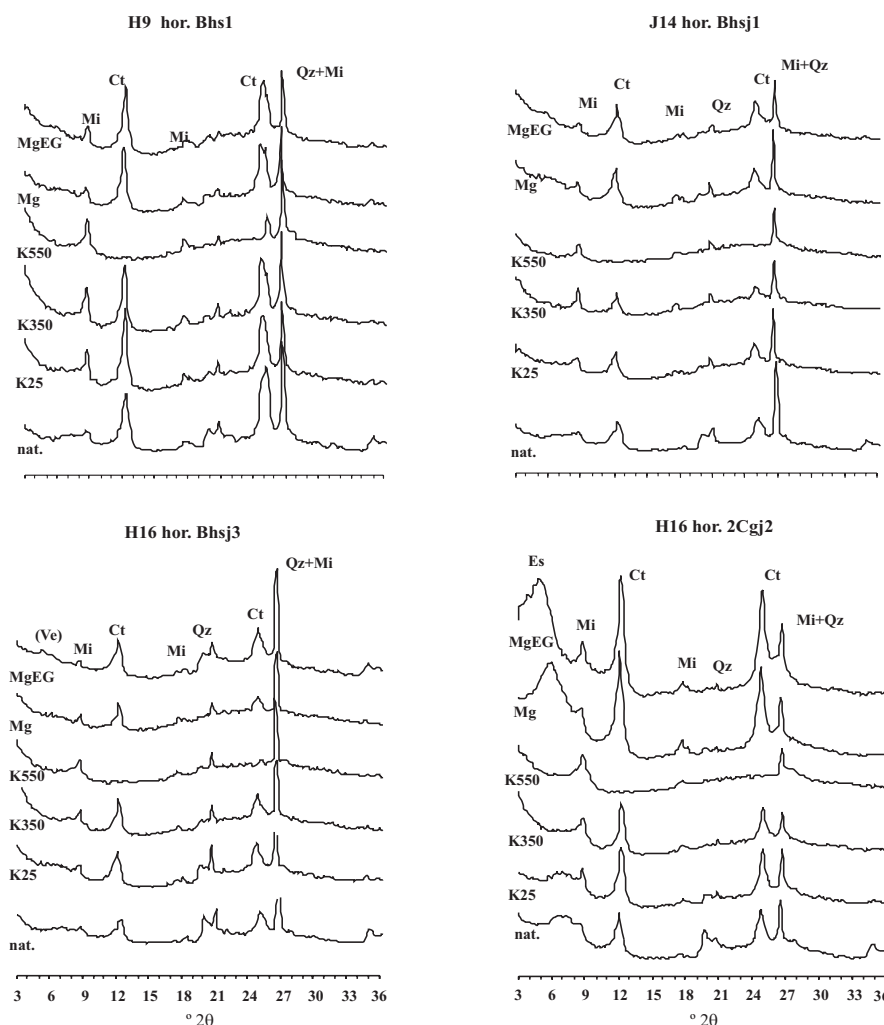 H9 hor. Bhs1
Ct Ct Qz+Mi
Mi Mi
MgEG
Mg
K550
K350
K25
nat.
J14 hor. Bhsj1
Mi Ct Mi Qz Ct Mi+Qz
MgEG
Mg
K550
K350
K25
nat.
H16 hor. Bhsj3
(Ve) Mi Ct Mi Qz Ct Qz+Mi
MgEG
Mg
K550
K350
K25
nat.
3 6 9 12 15 18 21 24 27 30 33 36
º 2θ
H16 hor. 2Cgj2
Es Mi Ct Mi Qz Ct Mi+Qz
MgEG
Mg
K550
K350
K25
nat.
3 6 9 12 15 18 21 24 27 30 33 36
º 2θ